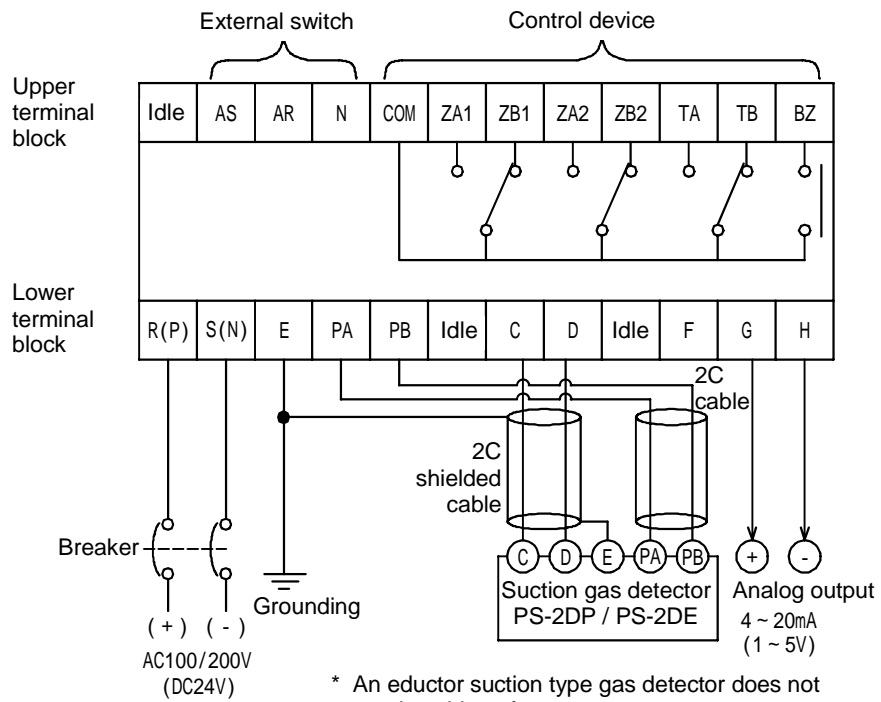 External switch
Control device
Upper
terminal
block
Idle AS AR N COM ZA1 ZB1 ZA2 ZB2 TA TB BZ
Lower
terminal
block
R(P) S(N) E PA PB Idle C D Idle F G H
2C
cable
2C
shielded
cable
Breaker
C D E PA PB + -
Grounding
Suction gas detector
PS-2DP / PS-2DE
Analog output
4 ~ 20mA
(1 ~ 5V)
(+) (-)
AC100/200V
(DC24V)
* An eductor suction type gas detector does not